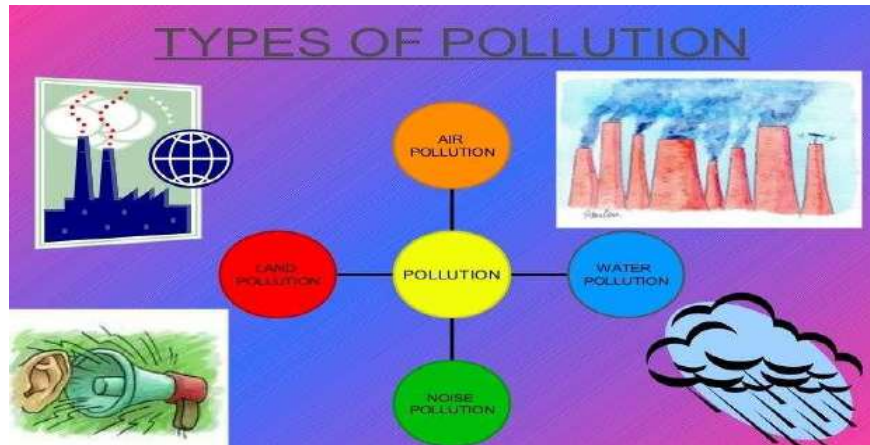 TYPES OF POLLUTION
AIR
POLLUTION
LAND
POLLUTION
POLLUTION
WATER
POLLUTION
NOISE
POLLUTION